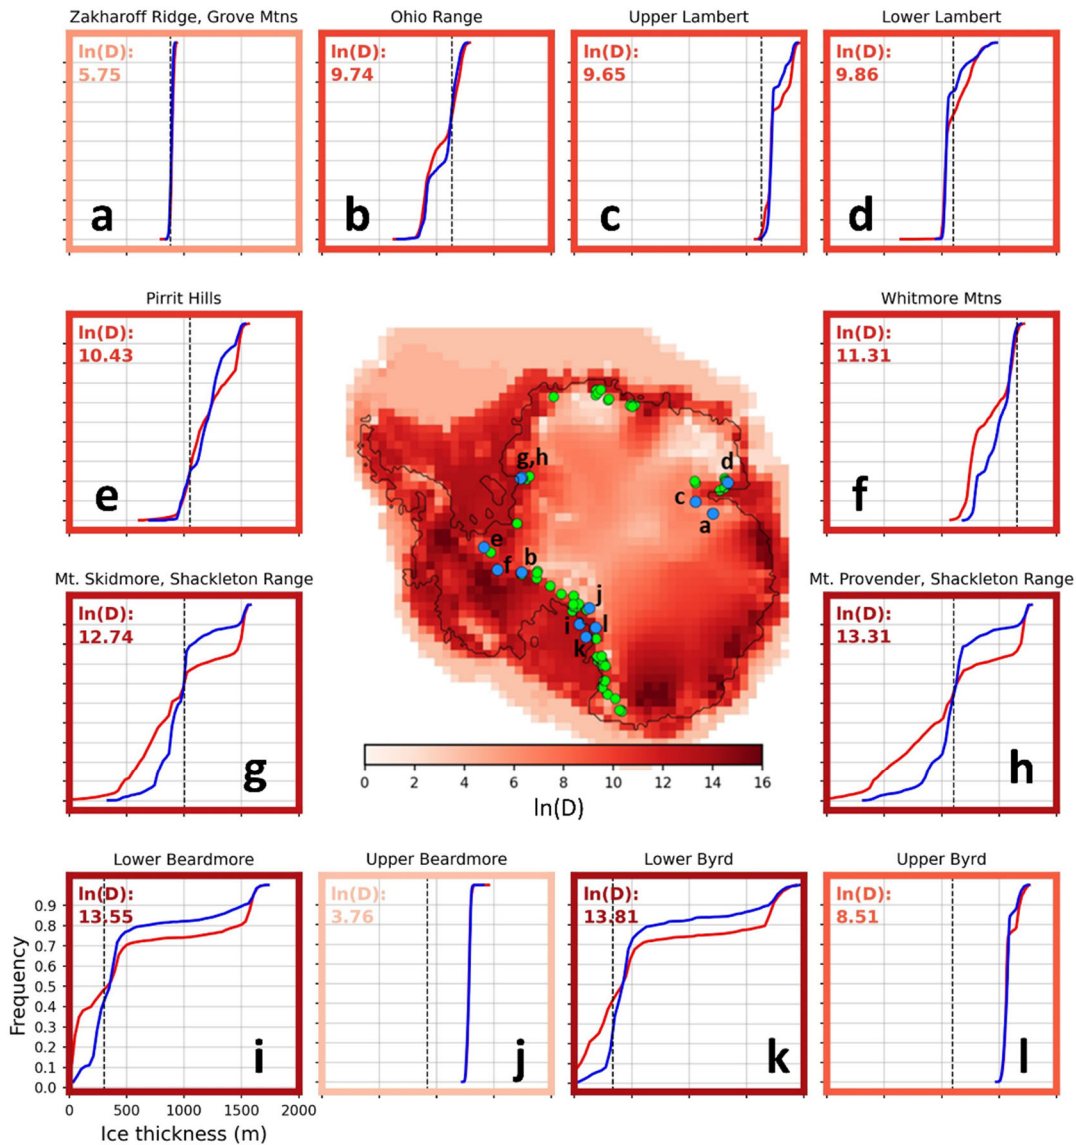 Zakharoff Ridge, Grove Mtns
Ohio Range
Upper Lambert
Lower Lambert
ln(D):
5.75
a
ln(D):
9.74
b
ln(D):
9.65
c
ln(D):
9.86
d
Pirrit Hills
Whitmore Mtns
ln(D):
10.43
e
ln(D):
11.31
f
g,h
d
c
a
e
f
b
j
i
l
k
0 2 4 6 8 10 12 14 16
ln(D)
Mt. Skidmore, Shackleton Range
Mt. Provender, Shackleton Range
ln(D):
12.74
g
ln(D):
13.31
h
Lower Beardmore
Upper Beardmore
Lower Byrd
Upper Byrd
ln(D):
13.55
i
ln(D):
3.76
j
ln(D):
13.81
k
ln(D):
8.51
l
Frequency
0.9
0.8
0.7
0.6
0.5
0.4
0.3
0.2
0.1
0.0
0 500 1000 1500 2000
Ice thickness (m)